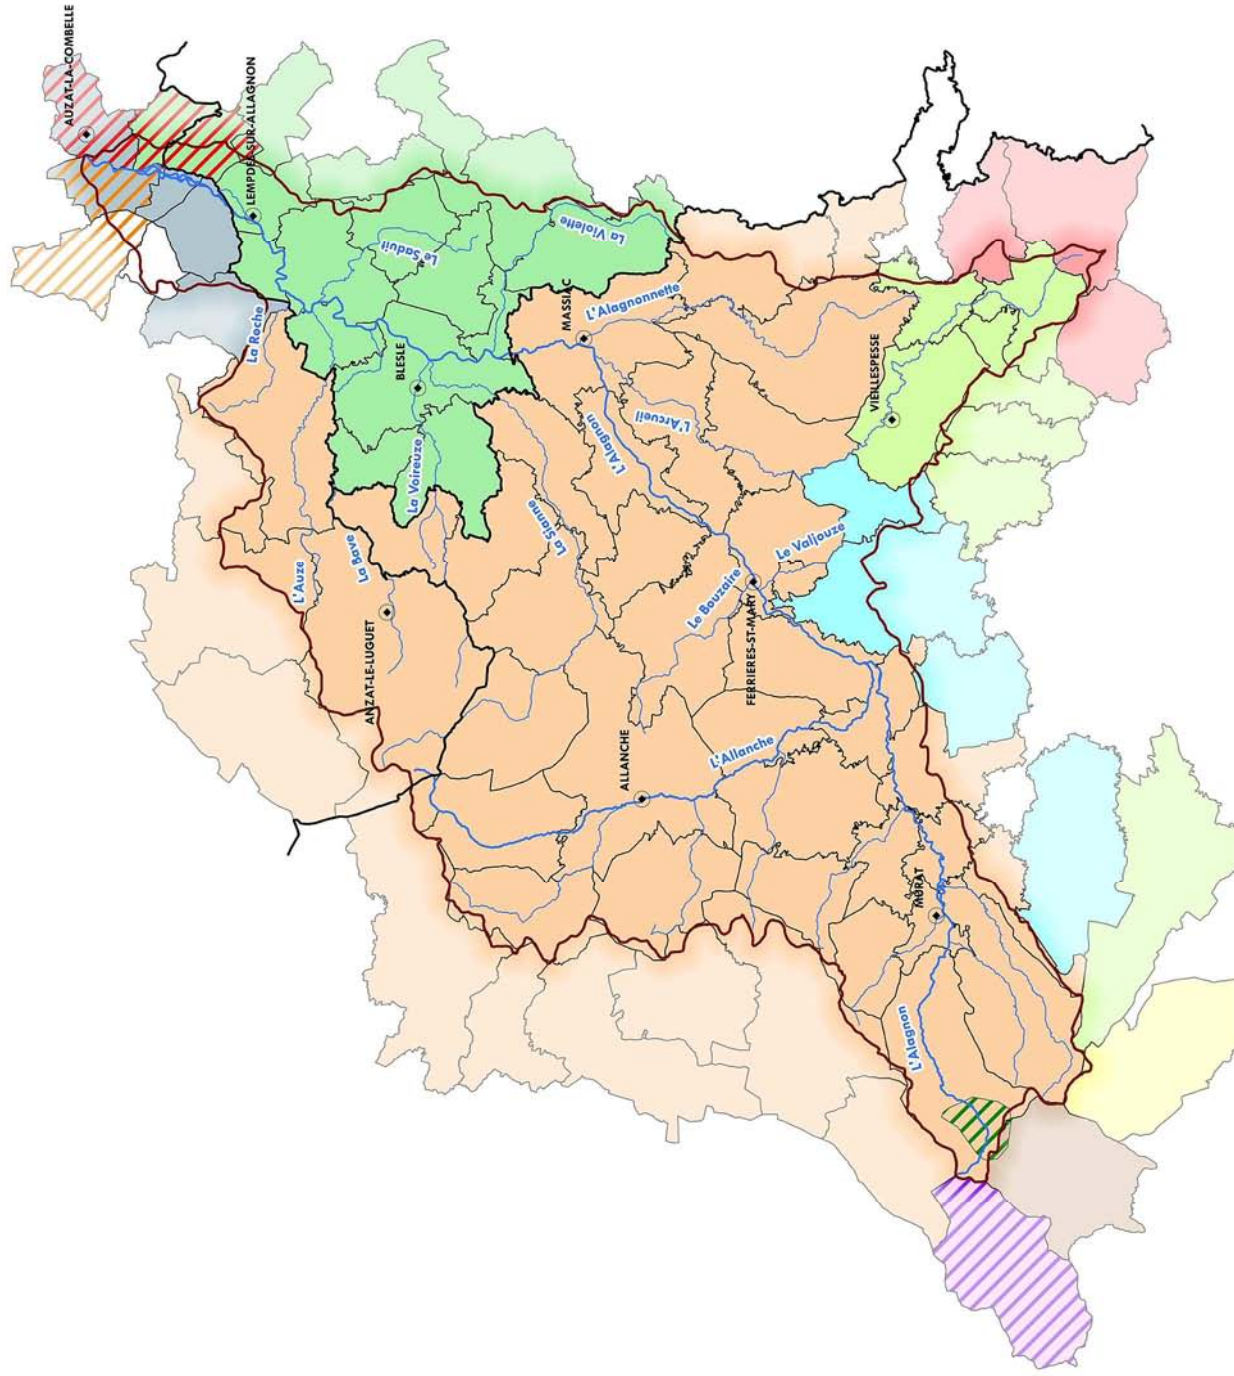 AUZAT-LA-COMBELLE
LEMPDES-SUR-ALLAGNON
La Roche
Le Saduit
La Violette
BLESLE
MASSIAC
L'Alagnonnette
La Voireuze
L'Alagnon
L'Arcueil
VIEILLESPESSE
L'Auze
La Bave
La Sianne
Le Valjouze
Le Bouzaire
ANZAT-LE-LUGUET
FERRIERES-ST-MARY
ALLANCHE
L'Allanche
MURAT
L'Alagnon